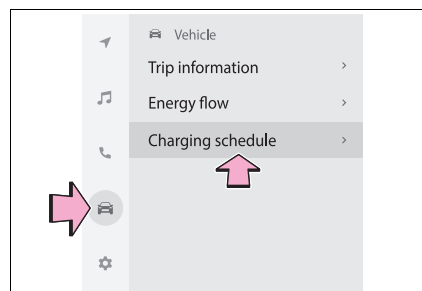 Vehicle
Trip information
Energy flow
Charging schedule